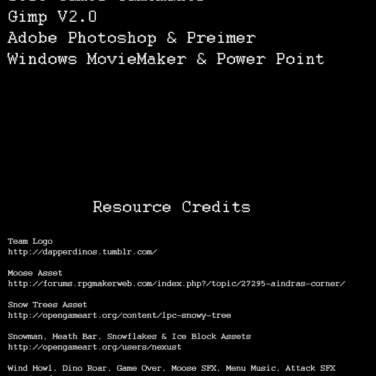 Gimp V2.0
Adobe Photoshop & Preimer
Windows MovieMaker & Power Point
Resource Credits
Team Logo
http://dapperdinos.tumblr.com/
Moose Asset
http://forums.rpgmakerweb.com/index.php?/topic/27295-aindras-corner/
Snow Trees Asset
http://opengameart.org/content/lpc-snowy-tree
Snowman, Heath Bar, Snowflakes & Ice Block Assets
http://opengameart.org/users/nexust
Wind Howl, Dino Roar, Game Over, Moose SFX, Menu Music, Attack SFX